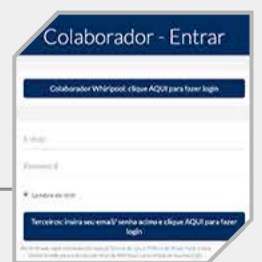 Colaborador - Entrar
Colaborador Whirlpool: clique AQUI para fazer login
E-mail
Password
Lembre de mim
Terceiros: insira seu email/ senha acima e clique AQUI para fazer
login